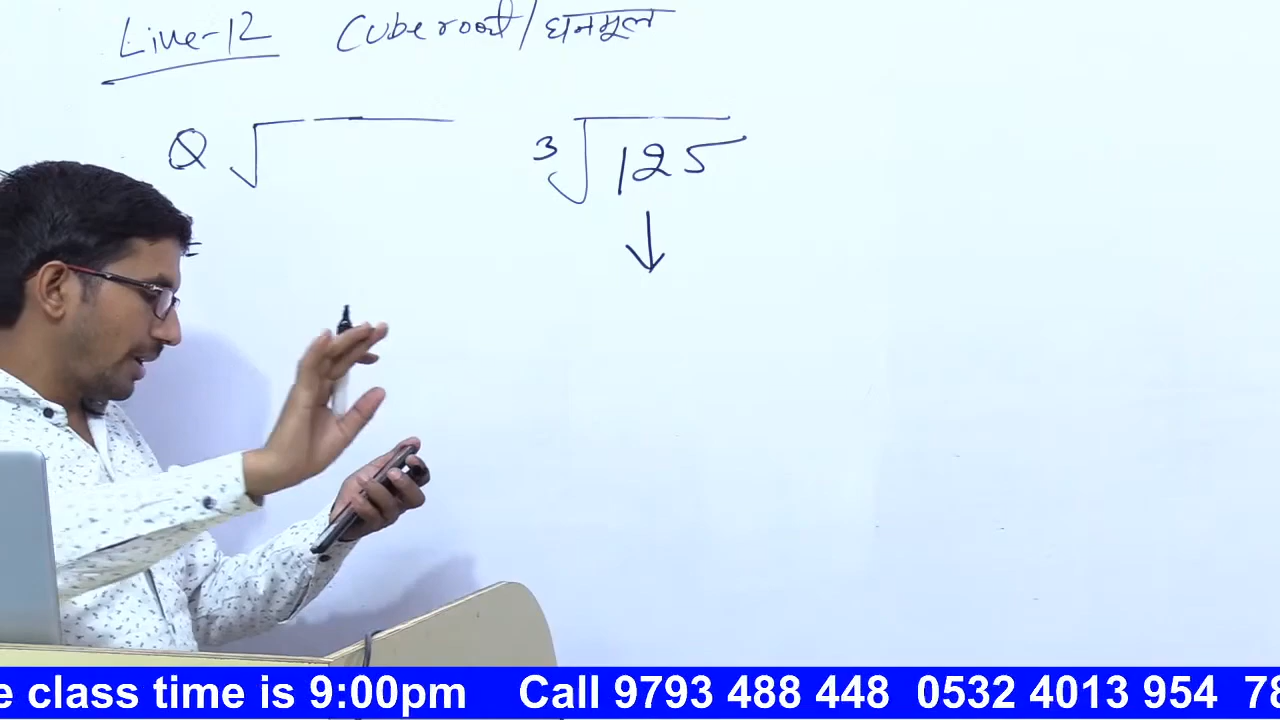 Live-12 Cube root/घनमूल
Q √ ∛125
e class time is 9:00pm Call 9793 488 448 0532 4013 954 78